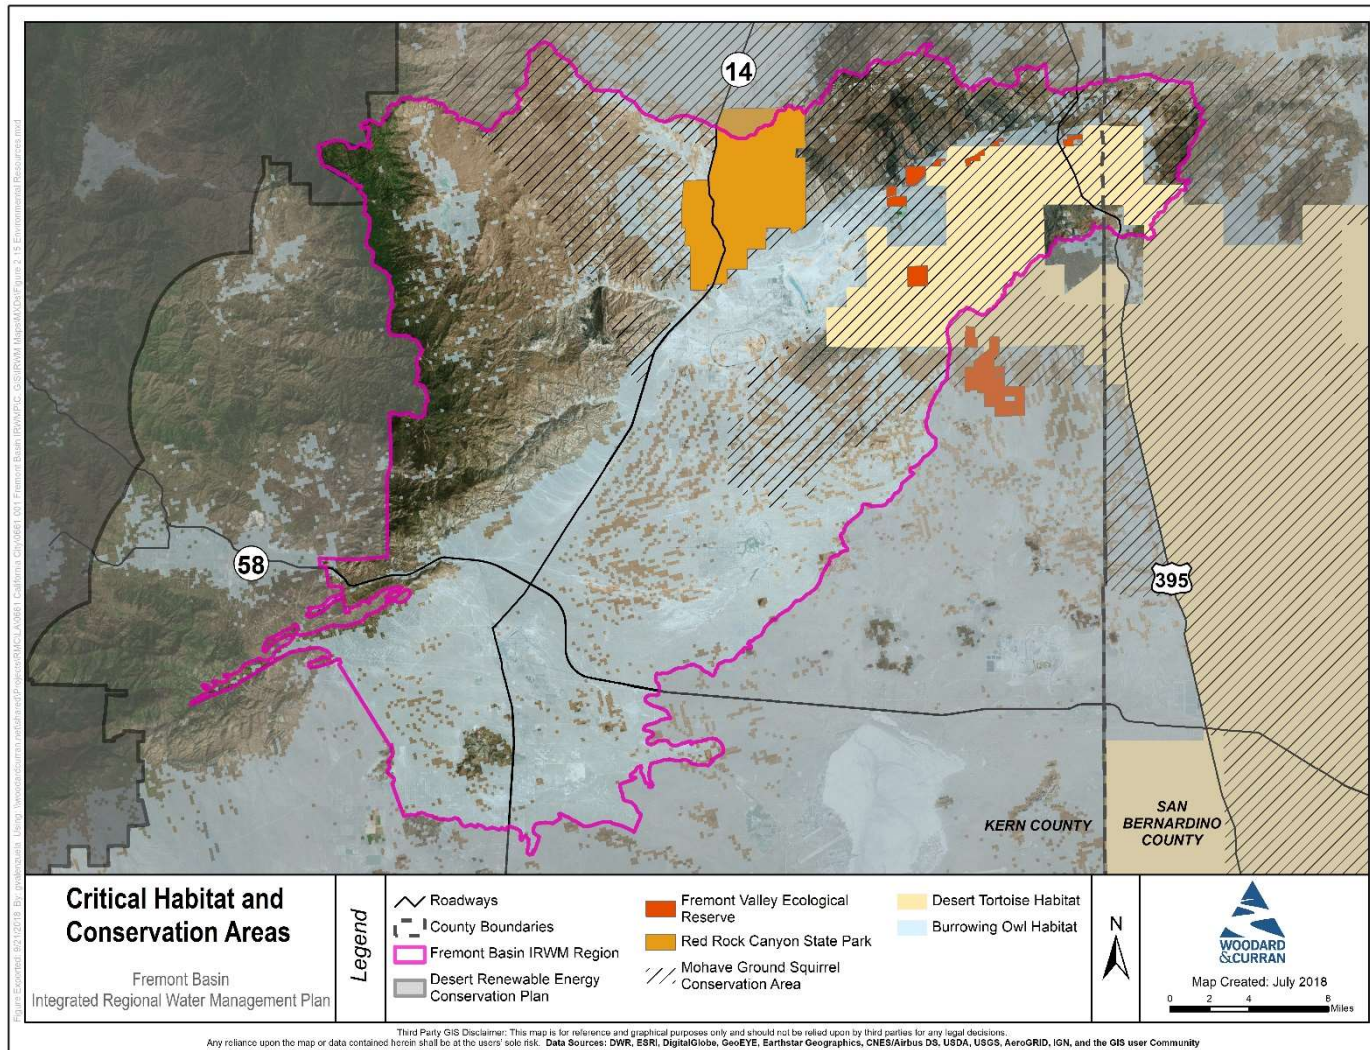 14
58
395
KERN COUNTY
SAN
BERNARDINO
COUNTY
Critical Habitat and
Conservation Areas
Fremont Basin
Integrated Regional Water Management Plan
Legend
Roadways
County Boundaries
Fremont Basin IRWM Region
Desert Renewable Energy
Conservation Plan
Fremont Valley Ecological
Reserve
Red Rock Canyon State Park
Mohave Ground Squirrel
Conservation Area
Desert Tortoise Habitat
Burrowing Owl Habitat
N
WOODARD
&CURRAN
Map Created: July 2018
0 2 4 8
Miles
Third Party GIS Disclaimer: This map is for reference and graphical purposes only and should not be relied upon by third parties for any legal decisions.
Any reliance upon the map or data contained herein shall be at the users' sole risk. Data Sources: DWR, ESRI, DigitalGlobe, GeoEYE, Earthstar Geographics, CNES/Airbus DS, USDA, USGS, AeroGRID, IGN, and the GIS user Community
Figure Exported: 9/21/2018